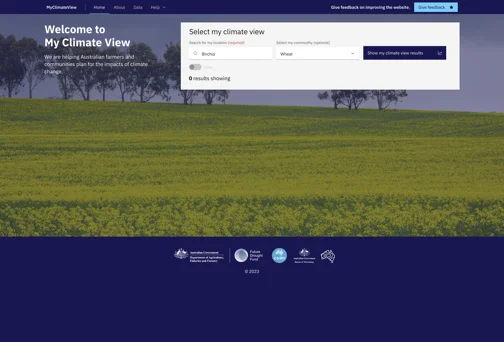 MyClimateView Home About Data Help Give feedback on improving the website. Give feedback
Welcome to
My Climate View
We are helping Australian farmers and
communities plan for the impacts of climate
change.
Select my climate view
Search for my location (required) Select my commodity (optional)
Birchip Wheat Show my climate view results
0 results showing
Australian Government
Department of Agriculture,
Fisheries and Forestry
Future
Drought
Fund
CSIRO
Australian Government
Bureau of Meteorology
© 2023